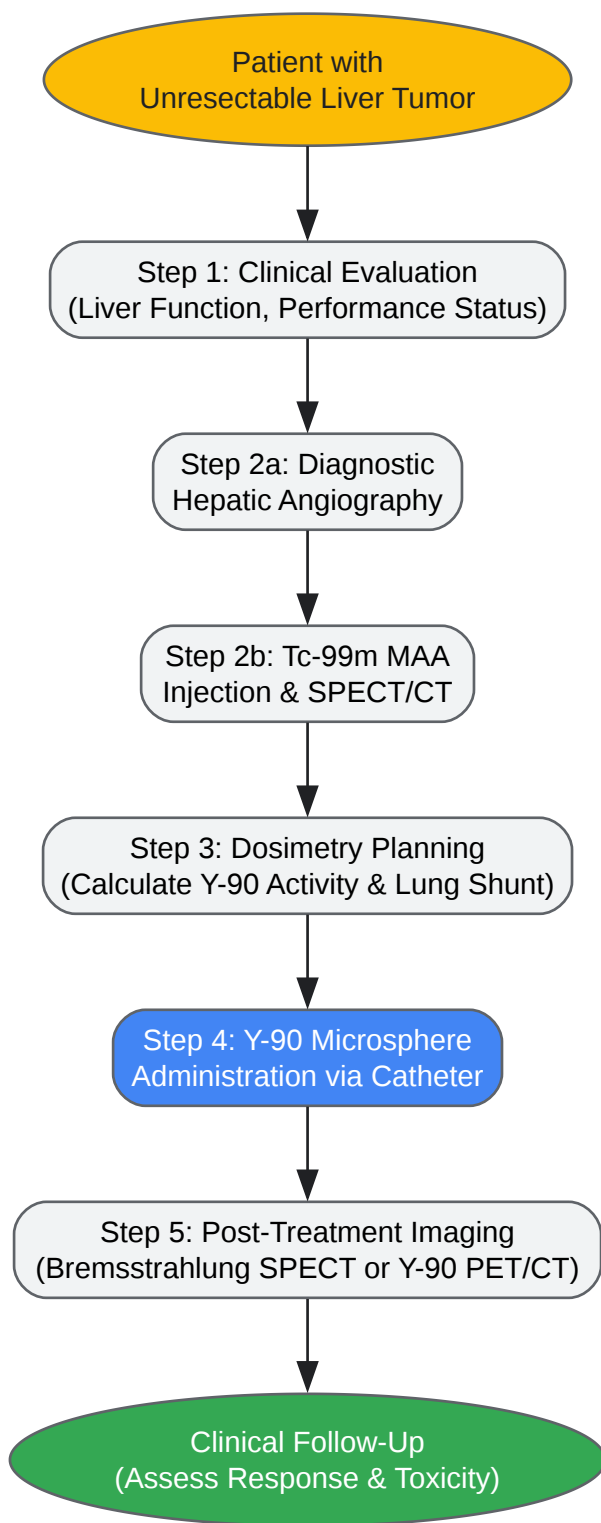 Patient with
Unresectable Liver Tumor
Step 1: Clinical Evaluation
(Liver Function, Performance Status)
Step 2a: Diagnostic
Hepatic Angiography
Step 2b: Tc-99m MAA
Injection & SPECT/CT
Step 3: Dosimetry Planning
(Calculate Y-90 Activity & Lung Shunt)
Step 4: Y-90 Microsphere
Administration via Catheter
Step 5: Post-Treatment Imaging
(Bremsstrahlung SPECT or Y-90 PET/CT)
Clinical Follow-Up
(Assess Response & Toxicity)